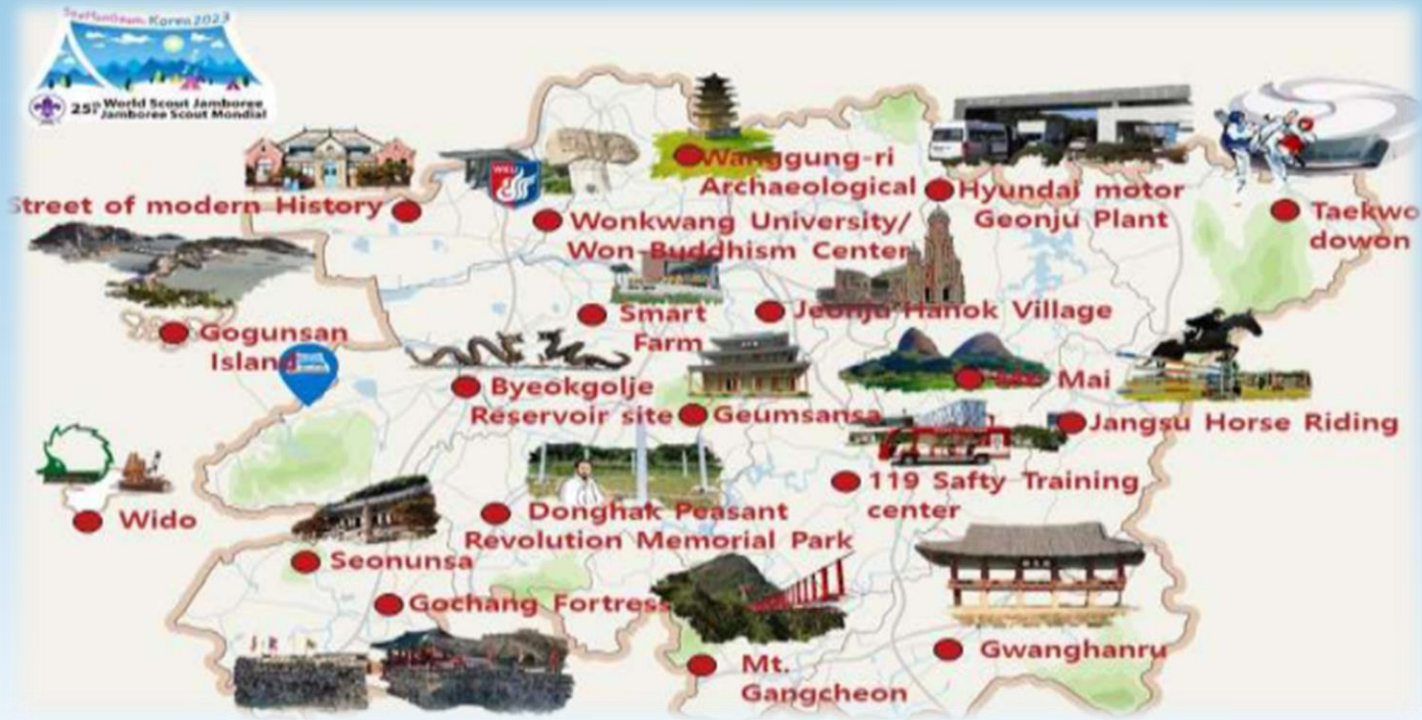 SaeManGeum. Korea 2023
25th World Scout Jamboree
Jamboree Scout Mondial
Wanggung-ri
Archaeological
Hyundai motor
Geonju Plant
Street of modern History
Wonkwang University/
Won-Buddhism Center
WKU
Taekwo
dowon
Gogunsan
Island
Smart
Farm
Jeonju Hanok Village
Byeokgolje
Reservoir site
Geumsansa
Mai
Jangsu Horse Riding
119 Safty Training
center
Wido
Donghak Peasant
Revolution Memorial Park
Seonunsa
Gochang Fortress
Mt.
Gangcheon
Gwanghanru